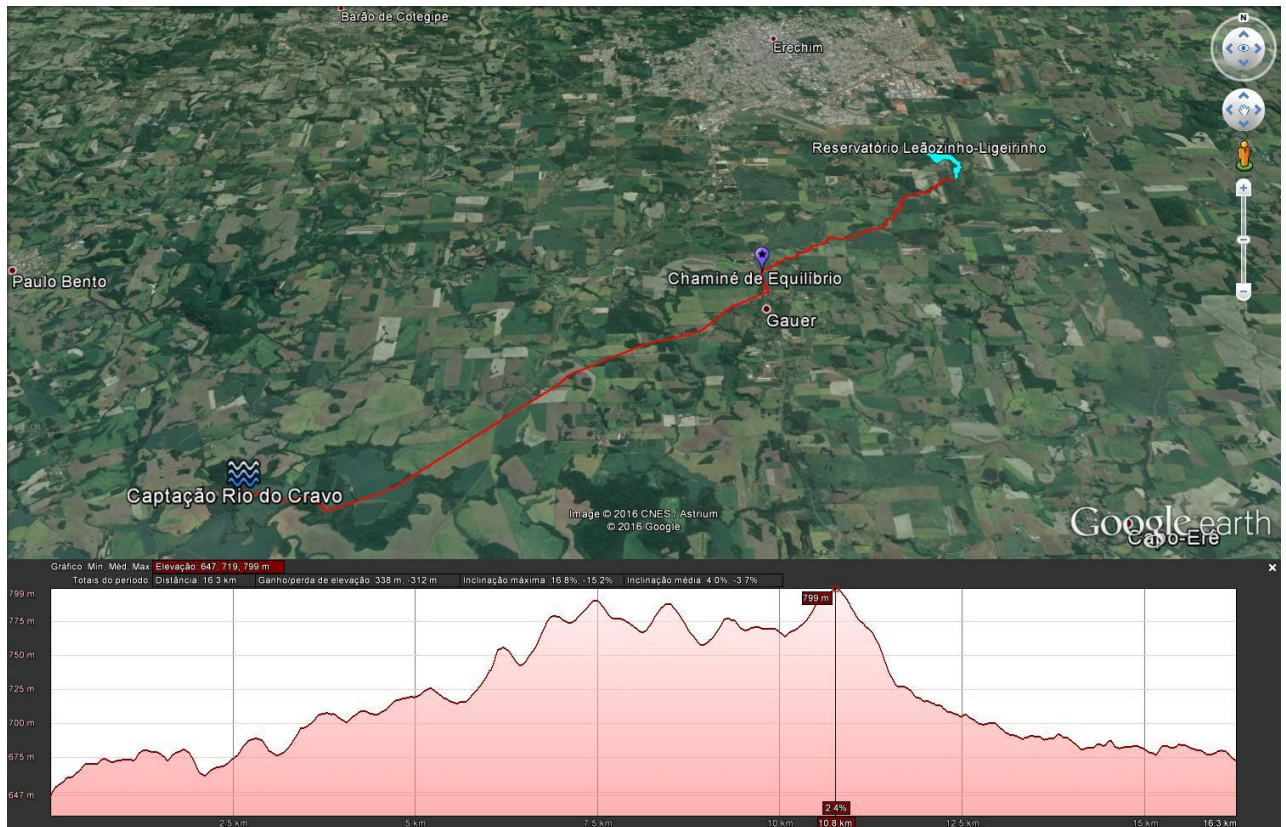 Barão de Cotegipe
Erechim
N
Reservatório Leãozinho-Ligeirinho
Paulo Bento
Chaminé de Equilíbrio
Gauer
Captação Rio do Cravo
Image © 2016 CNES / Astrium
© 2016 Google
Google earth
Capo-Erê
Gráfico: Mín, Méd, Max Elevação: 647, 719, 799 m
Totais do período Distância: 16.3 km Ganho/perda de elevação: 338 m, -312 m Inclinação máxima: 16.8%, -15.2% Inclinação média: 4.0%, -3.7%
799 m
799 m
775 m
750 m
725 m
700 m
675 m
647 m
2.4%
2.5 km 5 km 7.5 km 10 km 10.8 km 12.5 km 15 km 16.3 km